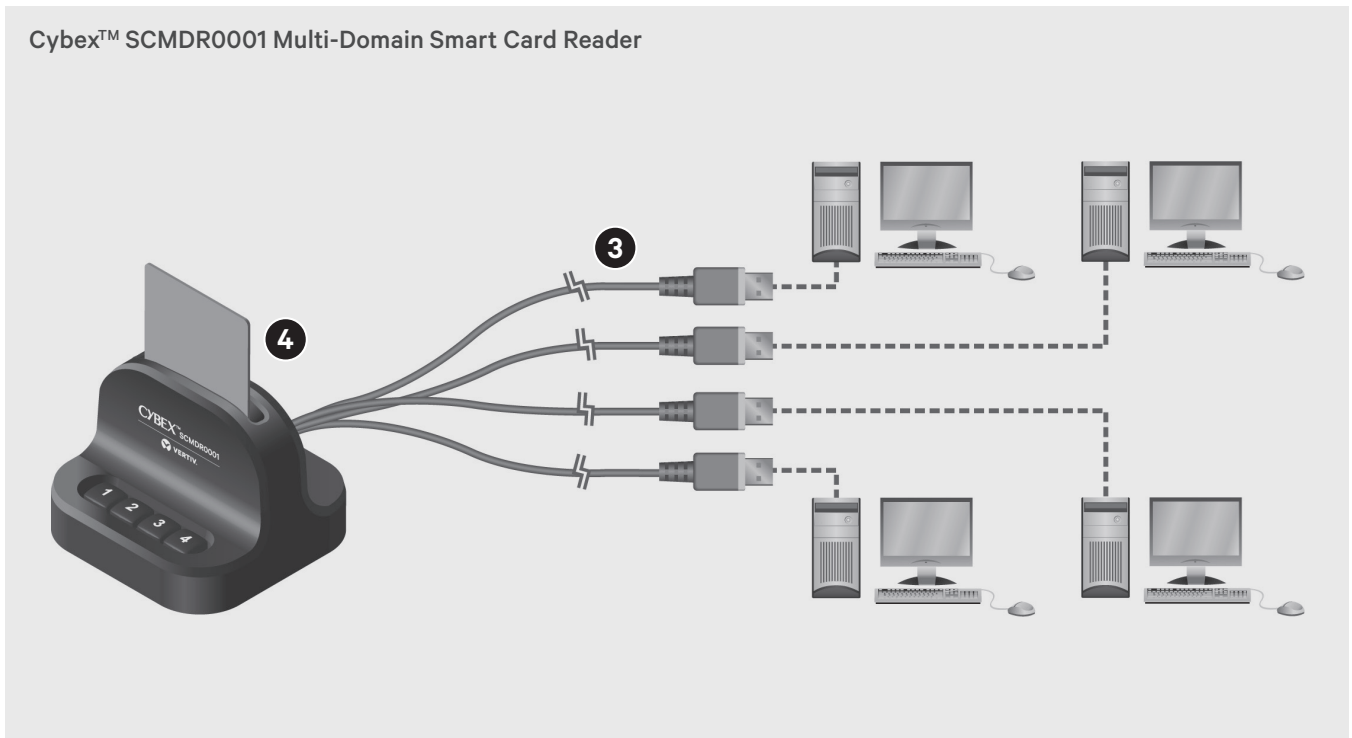 Cybex™ SCMDR0001 Multi-Domain Smart Card Reader
3
4
CYBEX™ SCMDR0001
VERTIV.
1
2
3
4